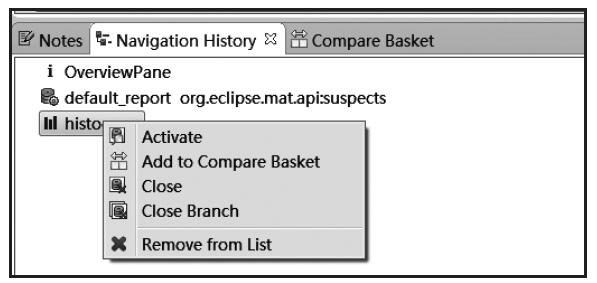 Notes Navigation History Compare Basket
i OverviewPane
default_report org.eclipse.mat.api:suspects
histo
Activate
Add to Compare Basket
Close
Close Branch
Remove from List